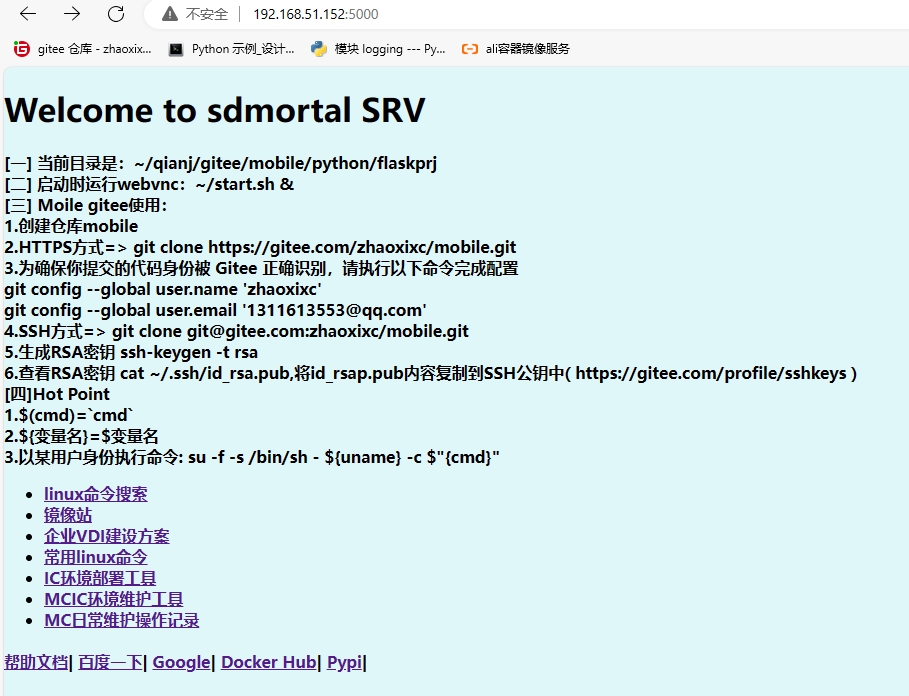 不安全 192.168.51.152:5000
gitee 仓库 - zhaoxix... Python 示例_设计... 模块 logging --- Py... ali容器镜像服务
Welcome to sdmortal SRV
[一] 当前目录是：~/qianj/gitee/mobile/python/flaskprj
[二] 启动时运行webvnc：~/start.sh &
[三] Moile gitee使用：
1.创建仓库mobile
2.HTTPS方式=> git clone https://gitee.com/zhaoxixc/mobile.git
3.为确保你提交的代码身份被 Gitee 正确识别，请执行以下命令完成配置
git config --global user.name 'zhaoxixc'
git config --global user.email '1311613553@qq.com'
4.SSH方式=> git clone git@gitee.com:zhaoxixc/mobile.git
5.生成RSA密钥 ssh-keygen -t rsa
6.查看RSA密钥 cat ~/.ssh/id_rsa.pub,将id_rsap.pub内容复制到SSH公钥中( https://gitee.com/profile/sshkeys )
[四]Hot Point
1.$(cmd)=`cmd`
2.${变量名}=$变量名
3.以某用户身份执行命令: su -f -s /bin/sh - ${uname} -c $"{cmd}"
linux命令搜索
镜像站
企业VDI建设方案
常用linux命令
IC环境部署工具
MCIC环境维护工具
MC日常维护操作记录
帮助文档| 百度一下| Google| Docker Hub| Pypi|